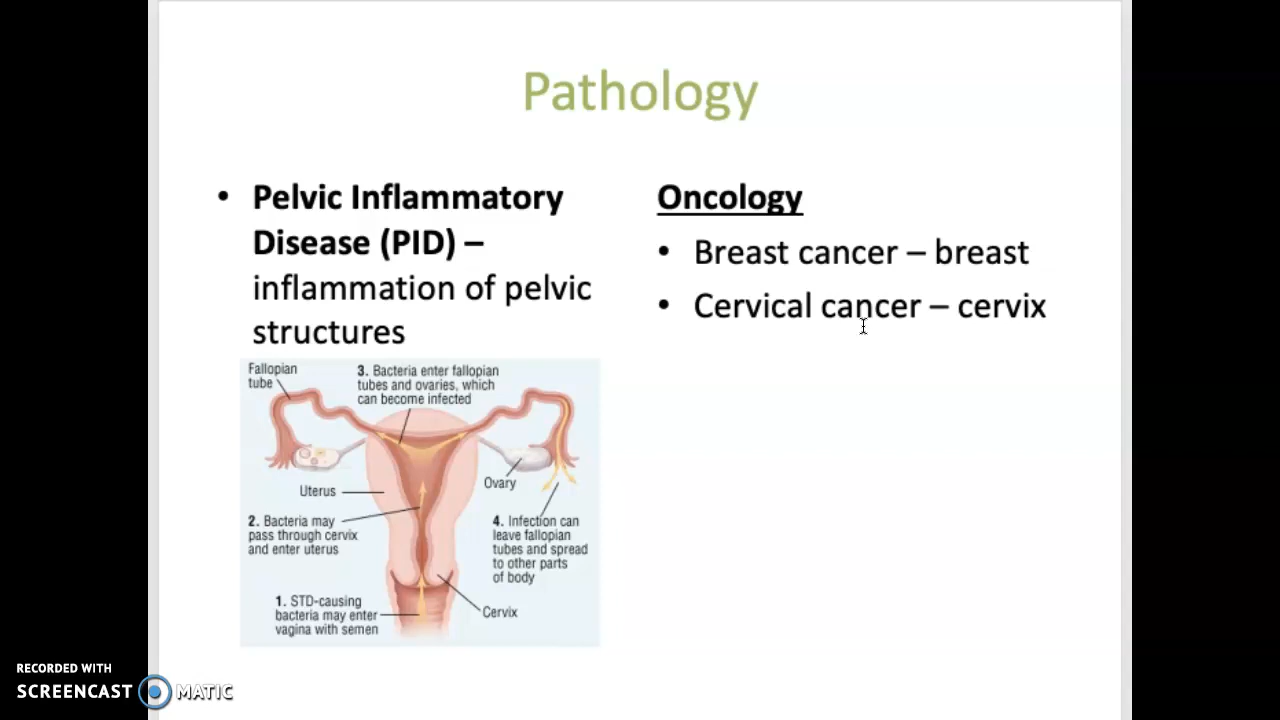 Pathology
• Pelvic Inflammatory
Disease (PID) –
inflammation of pelvic
structures
Fallopian
tube
3. Bacteria enter fallopian
tubes and ovaries, which
can become infected
Uterus
Ovary
2. Bacteria may
pass through cervix
and enter uterus
4. Infection can
leave fallopian
tubes and spread
to other parts
of body
1. STD-causing
bacteria may enter
vagina with semen
Cervix
Oncology
• Breast cancer – breast
• Cervical cancer – cervix
RECORDED WITH
SCREENCAST MATIC